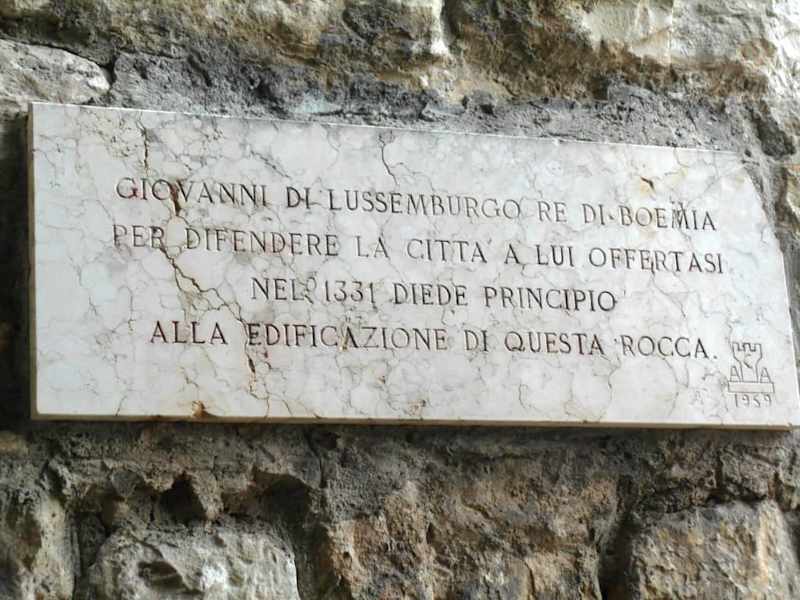 GIOVANNI DI LUSSEMBURGO RE DI BOEMIA
PER DIFENDERE LA CITTÀ A LUI OFFERTASI
NEL 1331 DIEDE PRINCIPIO
ALLA EDIFICAZIONE DI QUESTA ROCCA.
A A
1959